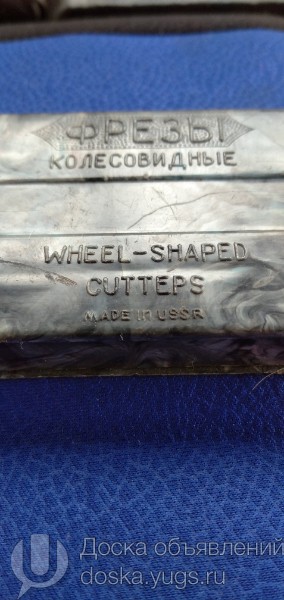 ФРЕЗЫ
КОЛЕСОВИДНЫЕ
WHEEL-SHAPED
CUTTEPS
MADE IN USSR
Доска объявлений
doska.yugs.ru